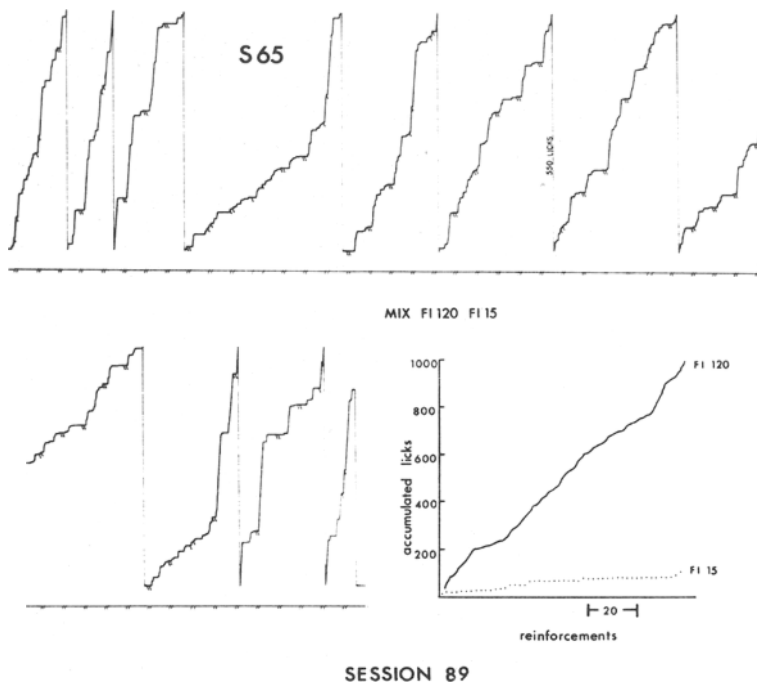 S65
550 LICKS
MIX FI 120 FI 15
1000
800
600
400
200
accumulated licks
FI 120
FI 15
20
reinforcements
SESSION 89